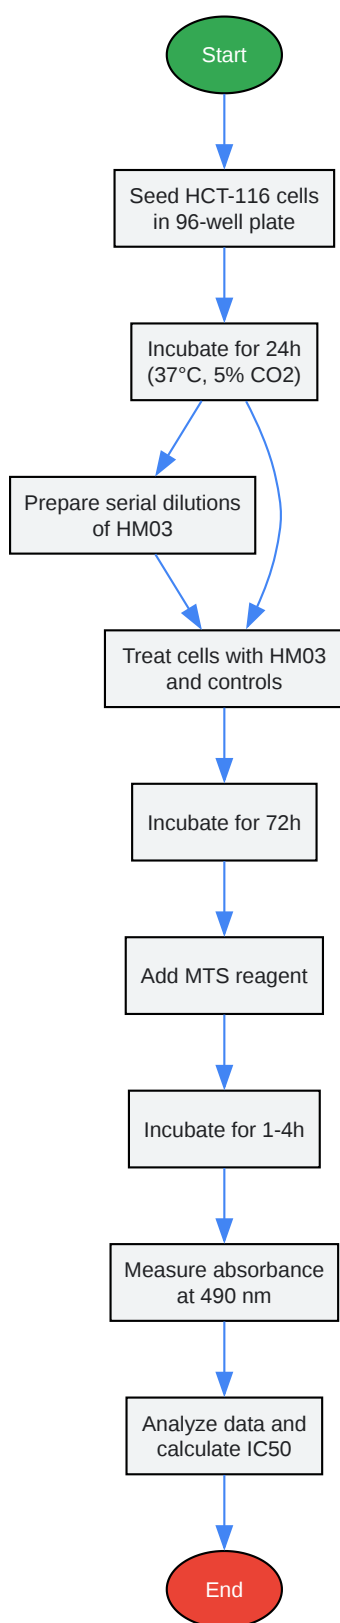 Start
Seed HCT-116 cells
in 96-well plate
Incubate for 24h
(37°C, 5% CO2)
Prepare serial dilutions
of HM03
Treat cells with HM03
and controls
Incubate for 72h
Add MTS reagent
Incubate for 1-4h
Measure absorbance
at 490 nm
Analyze data and
calculate IC50
End